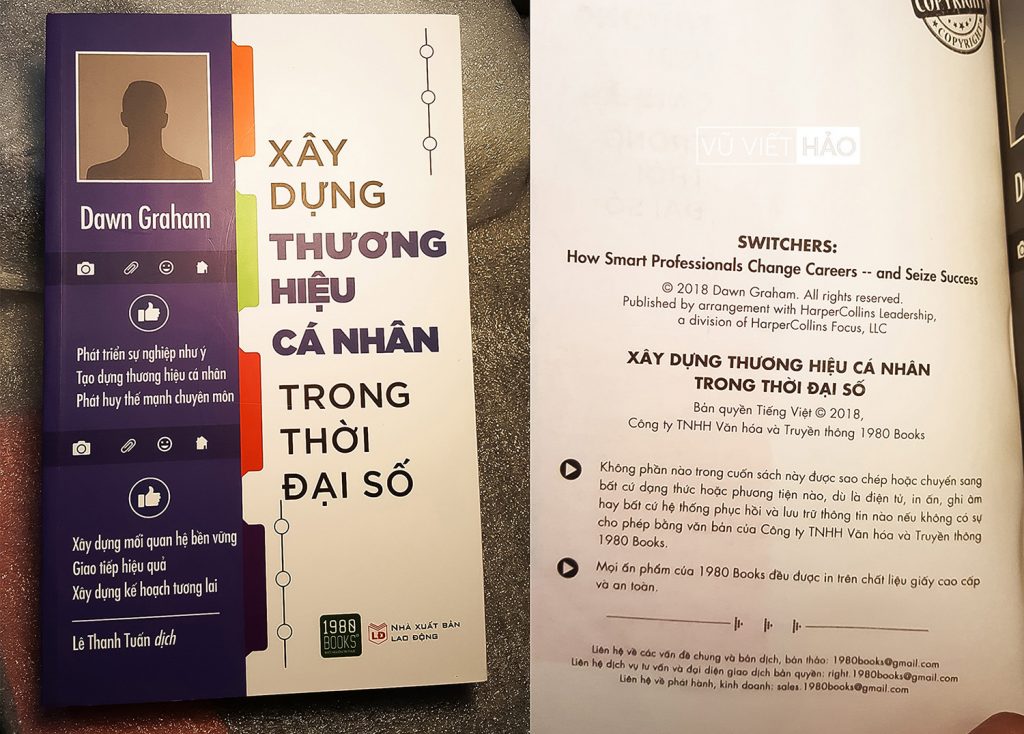 Dawn Graham
Phát triển sự nghiệp như ý
Tạo dựng thương hiệu cá nhân
Phát huy thế mạnh chuyên môn
Xây dựng mối quan hệ bền vững
Giao tiếp hiệu quả
Xây dựng kế hoạch tương lai
Lê Thanh Tuấn dịch
XÂY
DỰNG
THƯƠNG
HIỆU
CÁ NHÂN
TRONG
THỜI
ĐẠI SỐ
1980
BOOKS
NHÀ XUẤT BẢN
LAO ĐỘNG
COPYRIGHT
COPYRIGHT
VŨ VIẾT HẢO
SWITCHERS:
How Smart Professionals Change Careers -- and Seize Success
© 2018 Dawn Graham. All rights reserved.
Published by arrangement with HarperCollins Leadership,
a division of HarperCollins Focus, LLC
XÂY DỰNG THƯƠNG HIỆU CÁ NHÂN
TRONG THỜI ĐẠI SỐ
Bản quyền Tiếng Việt © 2018,
Công ty TNHH Văn hóa và Truyền thông 1980 Books
Không phần nào trong cuốn sách này được sao chép hoặc chuyển sang
bất cứ dạng thức hoặc phương tiện nào, dù là điện tử, in ấn, ghi âm
hay bất cứ hệ thống phục hồi và lưu trữ thông tin nào nếu không có sự
cho phép bằng văn bản của Công ty TNHH Văn hóa và Truyền thông
1980 Books.
Mọi ấn phẩm của 1980 Books đều được in trên chất liệu giấy cao cấp
và an toàn.
Liên hệ về các vấn đề chung và bản dịch, bản thảo: 1980books@gmail.com
Liên hệ dịch vụ tư vấn và đại diện giao dịch bản quyền: right.1980books@gmail.com
Liên hệ về phát hành, kinh doanh: sales.1980books@gmail.com